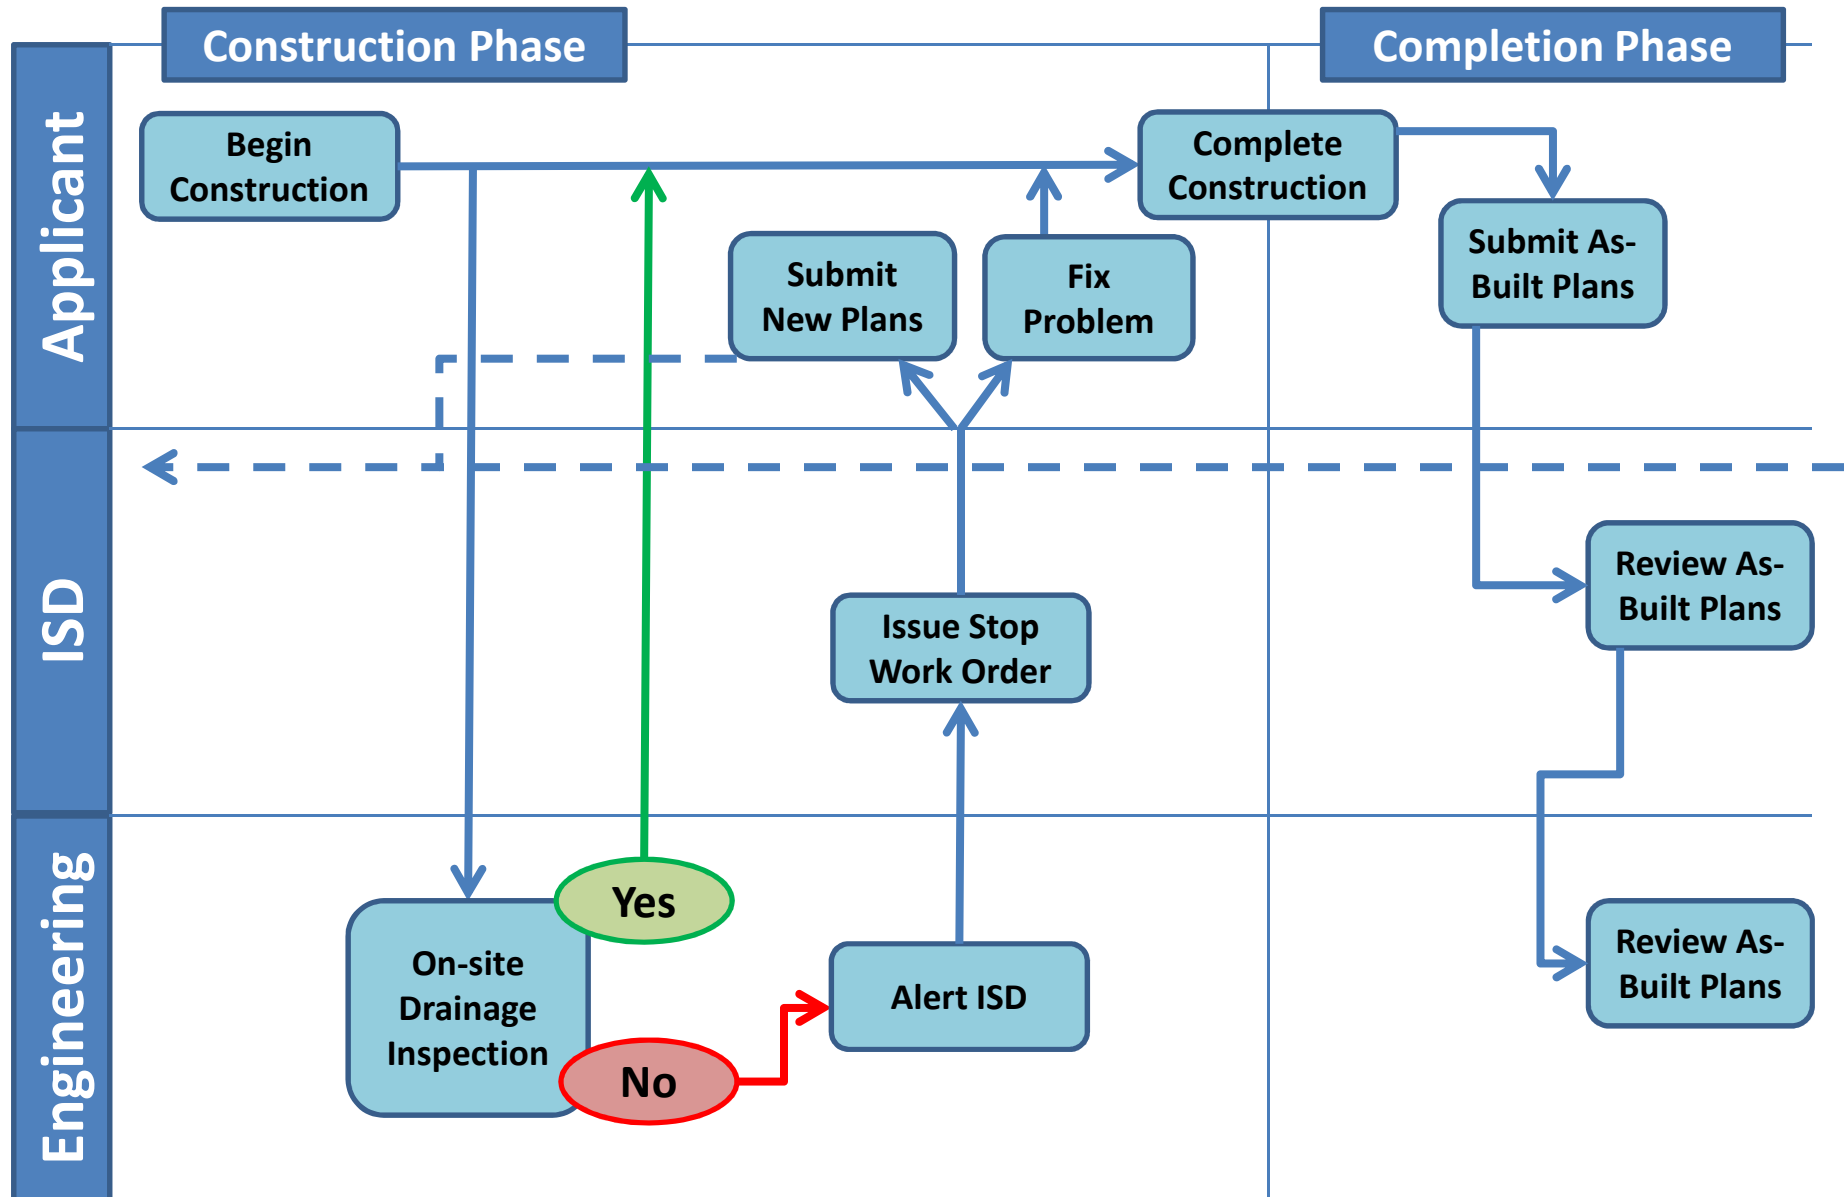 Construction Phase
Completion Phase
Applicant
Begin
Construction
Complete
Construction
Submit
New Plans
Fix
Problem
Submit As-
Built Plans
ISD
Issue Stop
Work Order
Review As-
Built Plans
Engineering
On-site
Drainage
Inspection
Yes
No
Alert ISD
Review As-
Built Plans